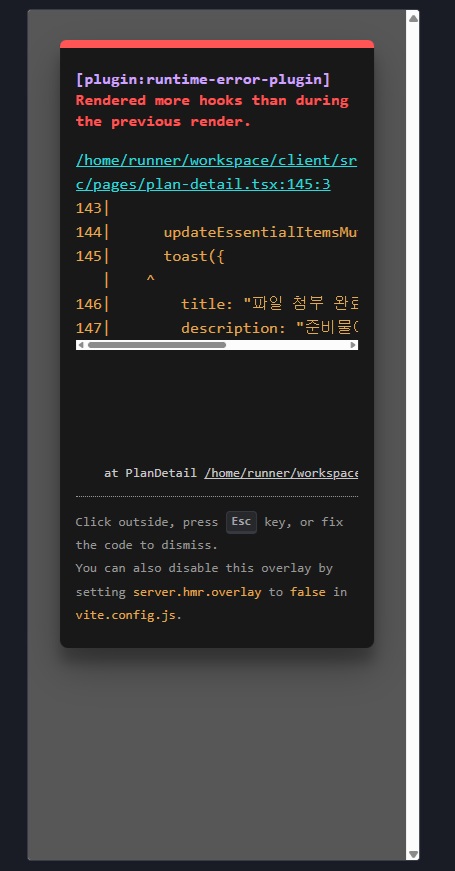 [plugin:runtime-error-plugin]
Rendered more hooks than during
the previous render.
/home/runner/workspace/client/sr
c/pages/plan-detail.tsx:145:3
143|
144|      updateEssentialItemsMu
145|      toast({
   |    ^
146|        title: "파일 첨부 완료
147|        description: "준비물이
at PlanDetail /home/runner/workspace
Click outside, press Esc key, or fix
the code to dismiss.
You can also disable this overlay by
setting server.hmr.overlay to false in
vite.config.js.